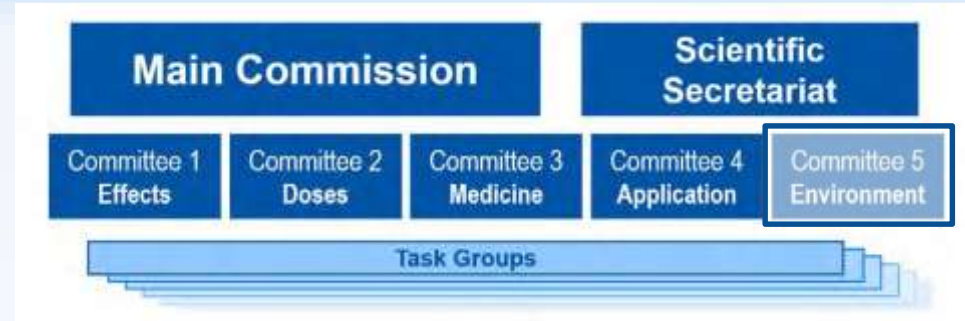 Main Commission
Scientific
Secretariat
Committee 1
Effects
Committee 2
Doses
Committee 3
Medicine
Committee 4
Application
Committee 5
Environment
Task Groups